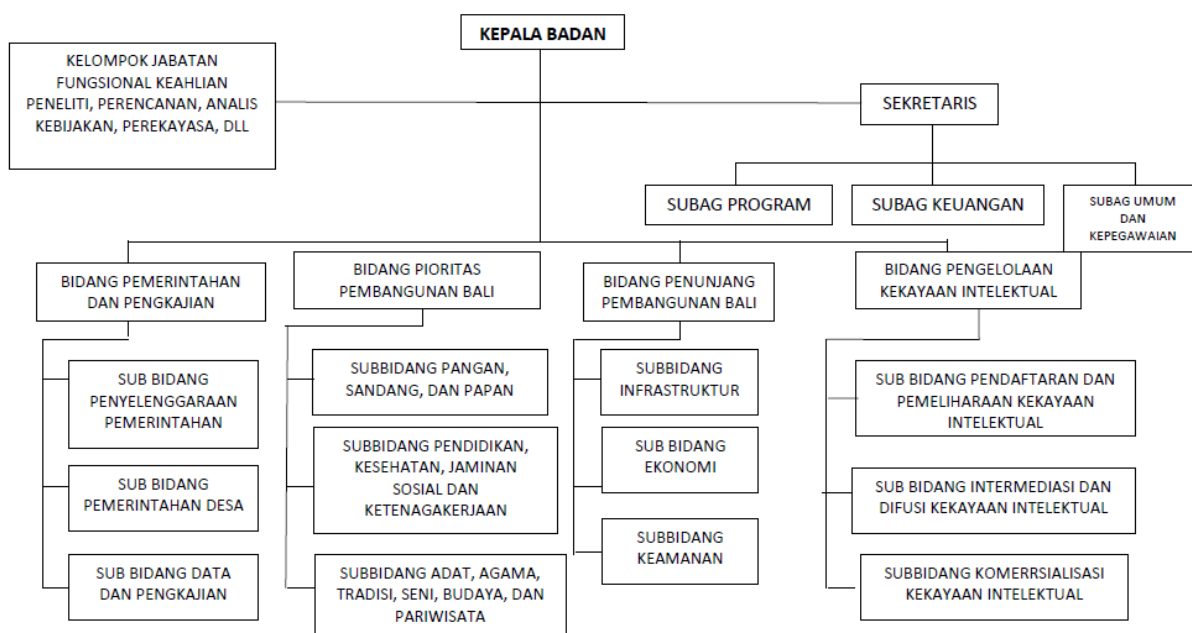 KEPALA BADAN
KELOMPOK JABATAN
FUNGSIONAL KEAHLIAN
PENELITI, PERENCANAN, ANALIS
KEBIJAKAN, PEREKAYASA, DLL
SEKRETARIS
SUBAG PROGRAM
SUBAG KEUANGAN
SUBAG UMUM
DAN
KEPEGAWAIAN
BIDANG PEMERINTAHAN
DAN PENGKAJIAN
BIDANG PIORITAS
PEMBANGUNAN BALI
BIDANG PENUNJANG
PEMBANGUNAN BALI
BIDANG PENGELOLAAN
KEKAYAAN INTELEKTUAL
SUB BIDANG
PENYELENGGARAAN
PEMERINTAHAN
SUB BIDANG
PEMERINTAHAN DESA
SUB BIDANG DATA
DAN PENGKAJIAN
SUBBIDANG PANGAN,
SANDANG, DAN PAPAN
SUBBIDANG PENDIDIKAN,
KESEHATAN, JAMINAN
SOSIAL DAN
KETENAGAKERJAAN
SUBBIDANG ADAT, AGAMA,
TRADISI, SENI, BUDAYA, DAN
PARIWISATA
SUBBIDANG
INFRASTRUKTUR
SUB BIDANG
EKONOMI
SUBBIDANG
KEAMANAN
SUB BIDANG PENDAFTARAN DAN
PEMELIHARAAN KEKAYAAN
INTELEKTUAL
SUB BIDANG INTERMEDIASI DAN
DIFUSI KEKAYAAN INTELEKTUAL
SUBBIDANG KOMERRSIALISASI
KEKAYAAN INTELEKTUAL